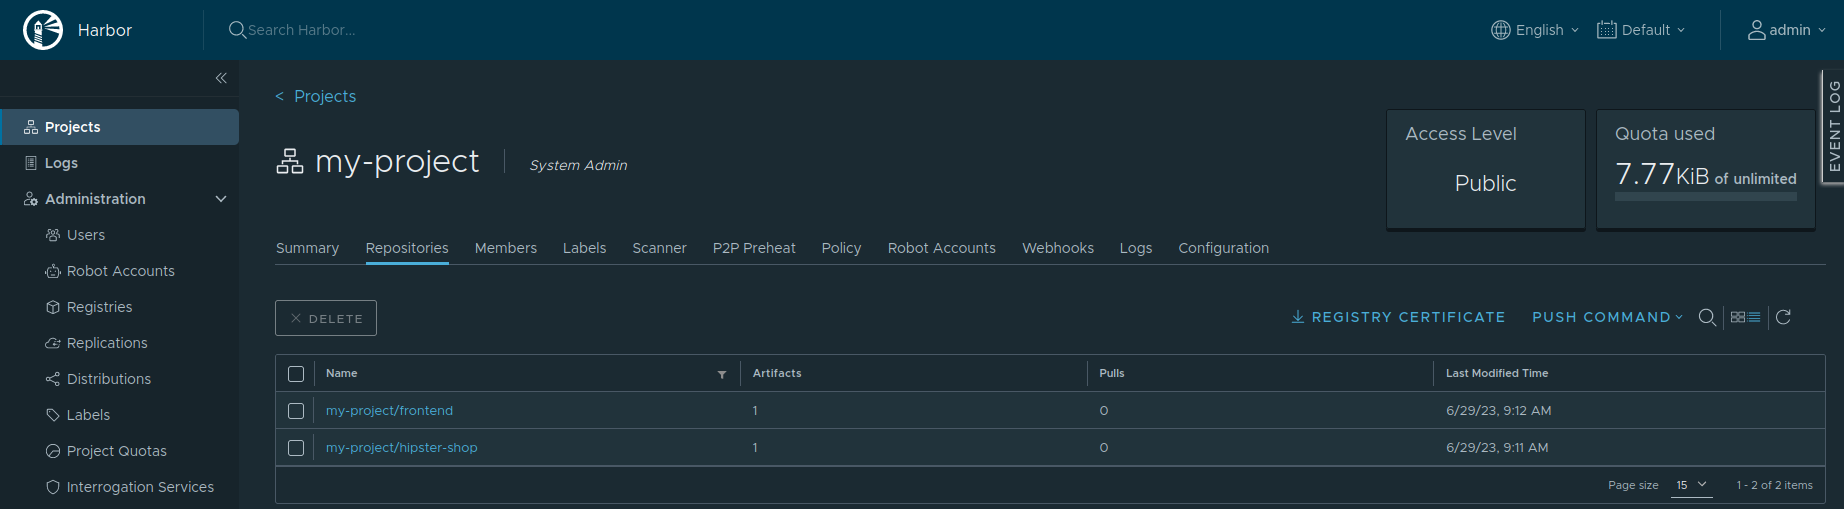 Harbor
Search Harbor...
English
Default
admin
EVENT LOG
Projects
Logs
Administration
Users
Robot Accounts
Registries
Replications
Distributions
Labels
Project Quotas
Interrogation Services
< Projects
my-project
System Admin
Access Level
Public
Quota used
7.77KiB of unlimited
Summary Repositories Members Labels Scanner P2P Preheat Policy Robot Accounts Webhooks Logs Configuration
DELETE
REGISTRY CERTIFICATE PUSH COMMAND
Name Artifacts Pulls Last Modified Time
my-project/frontend 1 0 6/29/23, 9:12 AM
my-project/hipster-shop 1 0 6/29/23, 9:11 AM
Page size 15 1 - 2 of 2 items